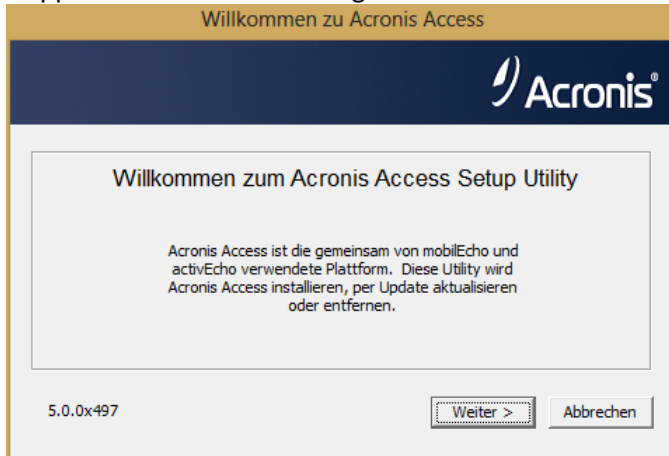 Willkommen zu Acronis Access
Acronis®
Willkommen zum Acronis Access Setup Utility
Acronis Access ist die gemeinsam von mobilEcho und
activEcho verwendete Plattform. Diese Utility wird
Acronis Access installieren, per Update aktualisieren
oder entfernen.
5.0.0x497
Weiter >
Abbrechen